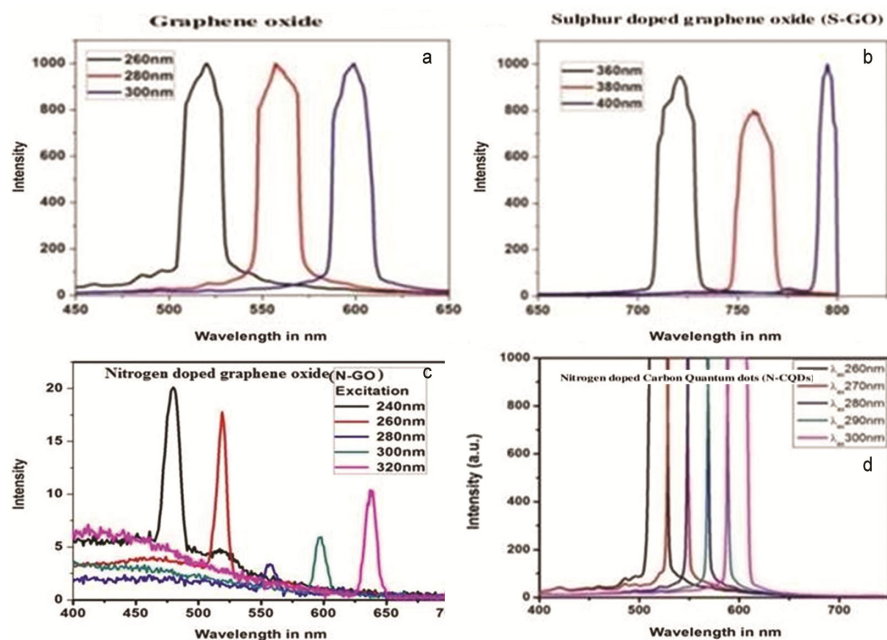 Graphene oxide
a
260nm
280nm
300nm
1000
800
600
400
200
0
Intensity
450 500 550 600 650
Wavelength in nm
Sulphur doped graphene oxide (S-GO)
b
360nm
380nm
400nm
1000
800
600
400
200
0
Intensity
650 700 750 800
Wavelength in nm
Nitrogen doped graphene oxide(N-GO)
c
Excitation
240nm
260nm
280nm
300nm
320nm
20
15
10
5
0
Intensity
400 450 500 550 600 650 70
Wavelength in nm
Nitrogen doped Carbon Quantum dots (N-CQDs)
λex260nm
λex270nm
λex280nm
λex290nm
λex300nm
d
1000
800
600
400
200
0
Intensity (a.u.)
400 500 600 700
Wavelength in nm